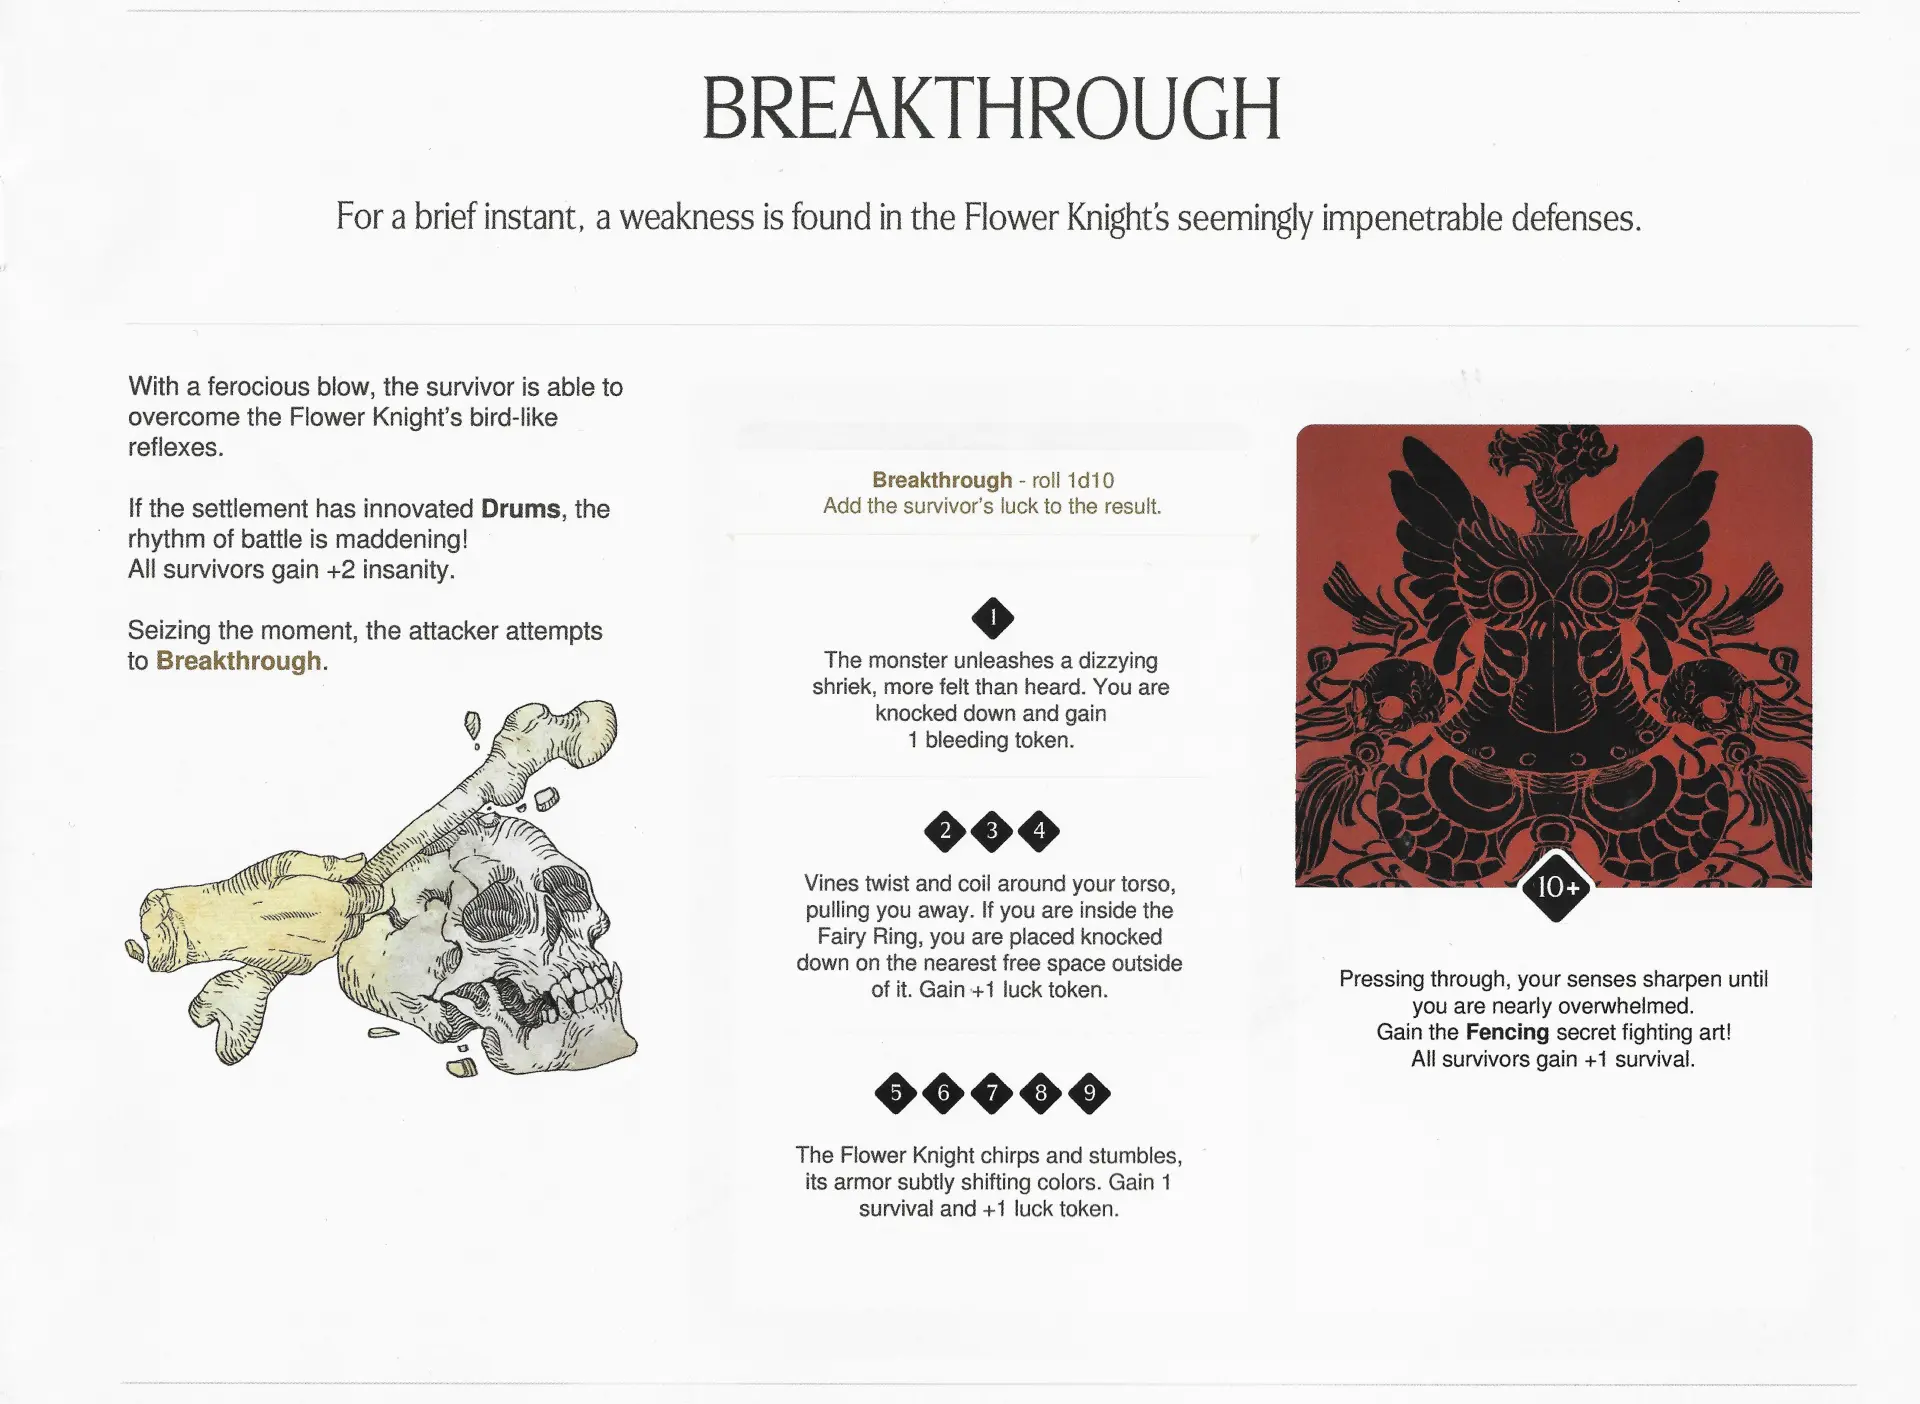 BREAKTHROUGH
For a brief instant, a weakness is found in the Flower Knight's seemingly impenetrable defenses.
With a ferocious blow, the survivor is able to
overcome the Flower Knight's bird-like
reflexes.
If the settlement has innovated Drums, the
rhythm of battle is maddening!
All survivors gain +2 insanity.
Seizing the moment, the attacker attempts
to Breakthrough.
Breakthrough - roll 1d10
Add the survivor's luck to the result.
1
The monster unleashes a dizzying
shriek, more felt than heard. You are
knocked down and gain
1 bleeding token.
2 3 4
Vines twist and coil around your torso,
pulling you away. If you are inside the
Fairy Ring, you are placed knocked
down on the nearest free space outside
of it. Gain +1 luck token.
5 6 7 8 9
The Flower Knight chirps and stumbles,
its armor subtly shifting colors. Gain 1
survival and +1 luck token.
10+
Pressing through, your senses sharpen until
you are nearly overwhelmed.
Gain the Fencing secret fighting art!
All survivors gain +1 survival.